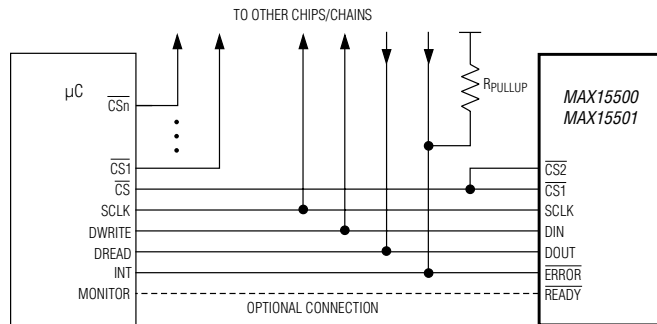 TO OTHER CHIPS/CHAINS
µC
RPULLUP
MAX15500
MAX15501
CSn
CS1
CS2
CS
CS1
SCLK
SCLK
DWRITE
DIN
DREAD
DOUT
INT
ERROR
MONITOR
READY
OPTIONAL CONNECTION